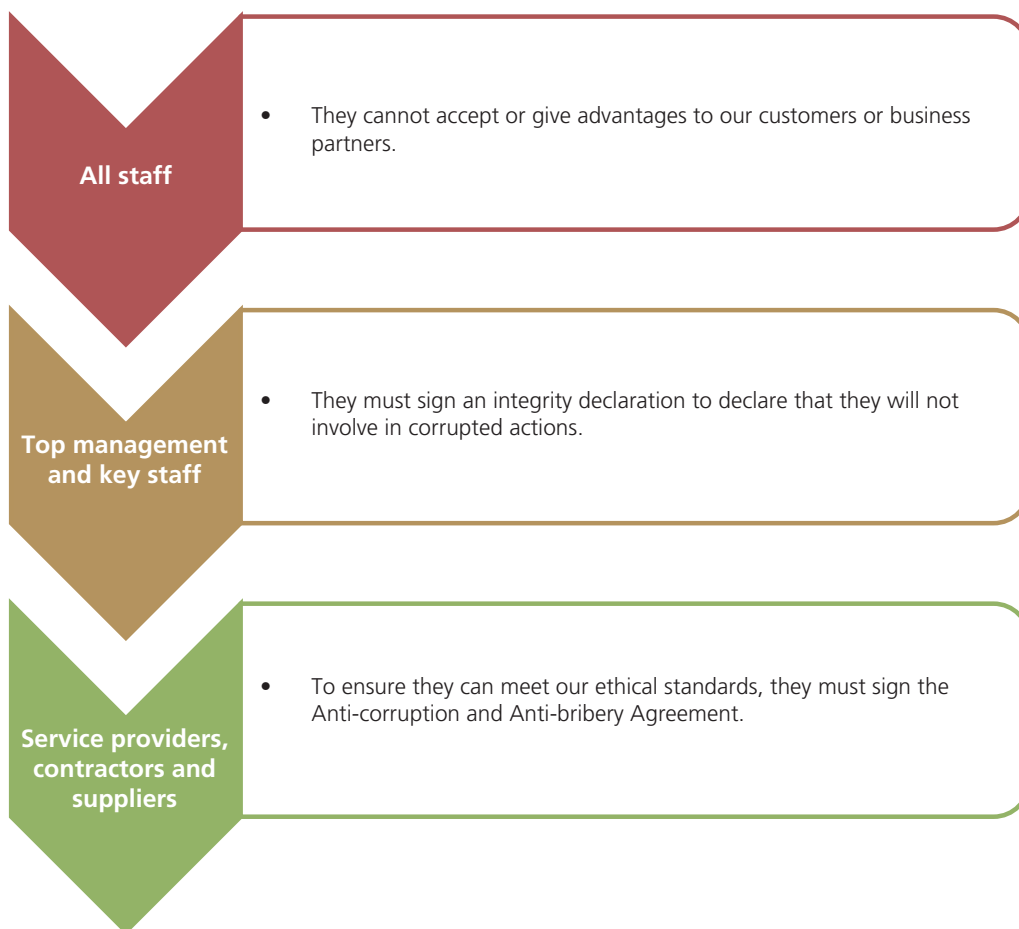 All staff
• They cannot accept or give advantages to our customers or business
partners.
Top management
and key staff
• They must sign an integrity declaration to declare that they will not
involve in corrupted actions.
Service providers,
contractors and
suppliers
• To ensure they can meet our ethical standards, they must sign the
Anti-corruption and Anti-bribery Agreement.